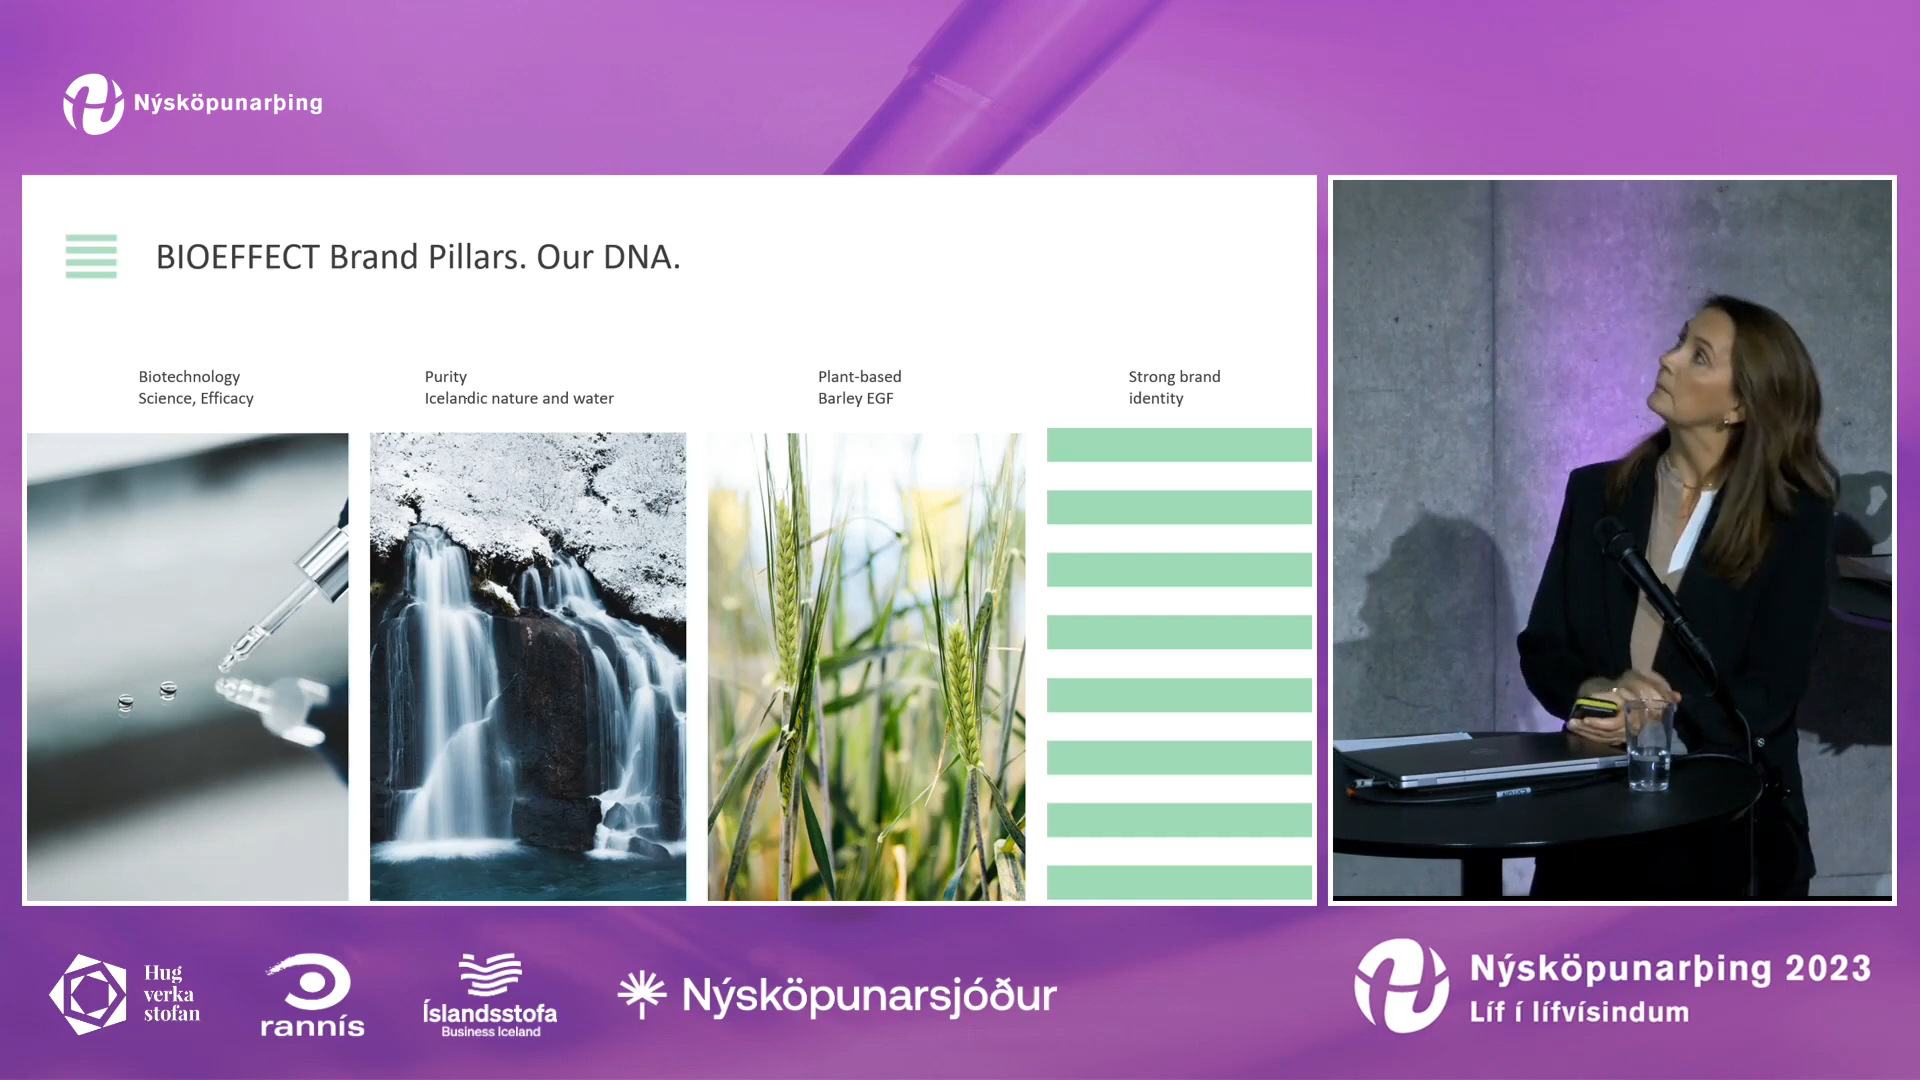 Nýsköpunarþing
BIOEFFECT Brand Pillars. Our DNA.
Biotechnology
Science, Efficacy
Purity
Icelandic nature and water
Plant-based
Barley EGF
Strong brand
identity
Hug
verka
stofan
rannís
Íslandsstofa
Business Iceland
Nýsköpunarsjóður
Nýsköpunarþing 2023
Líf í lífvísindum